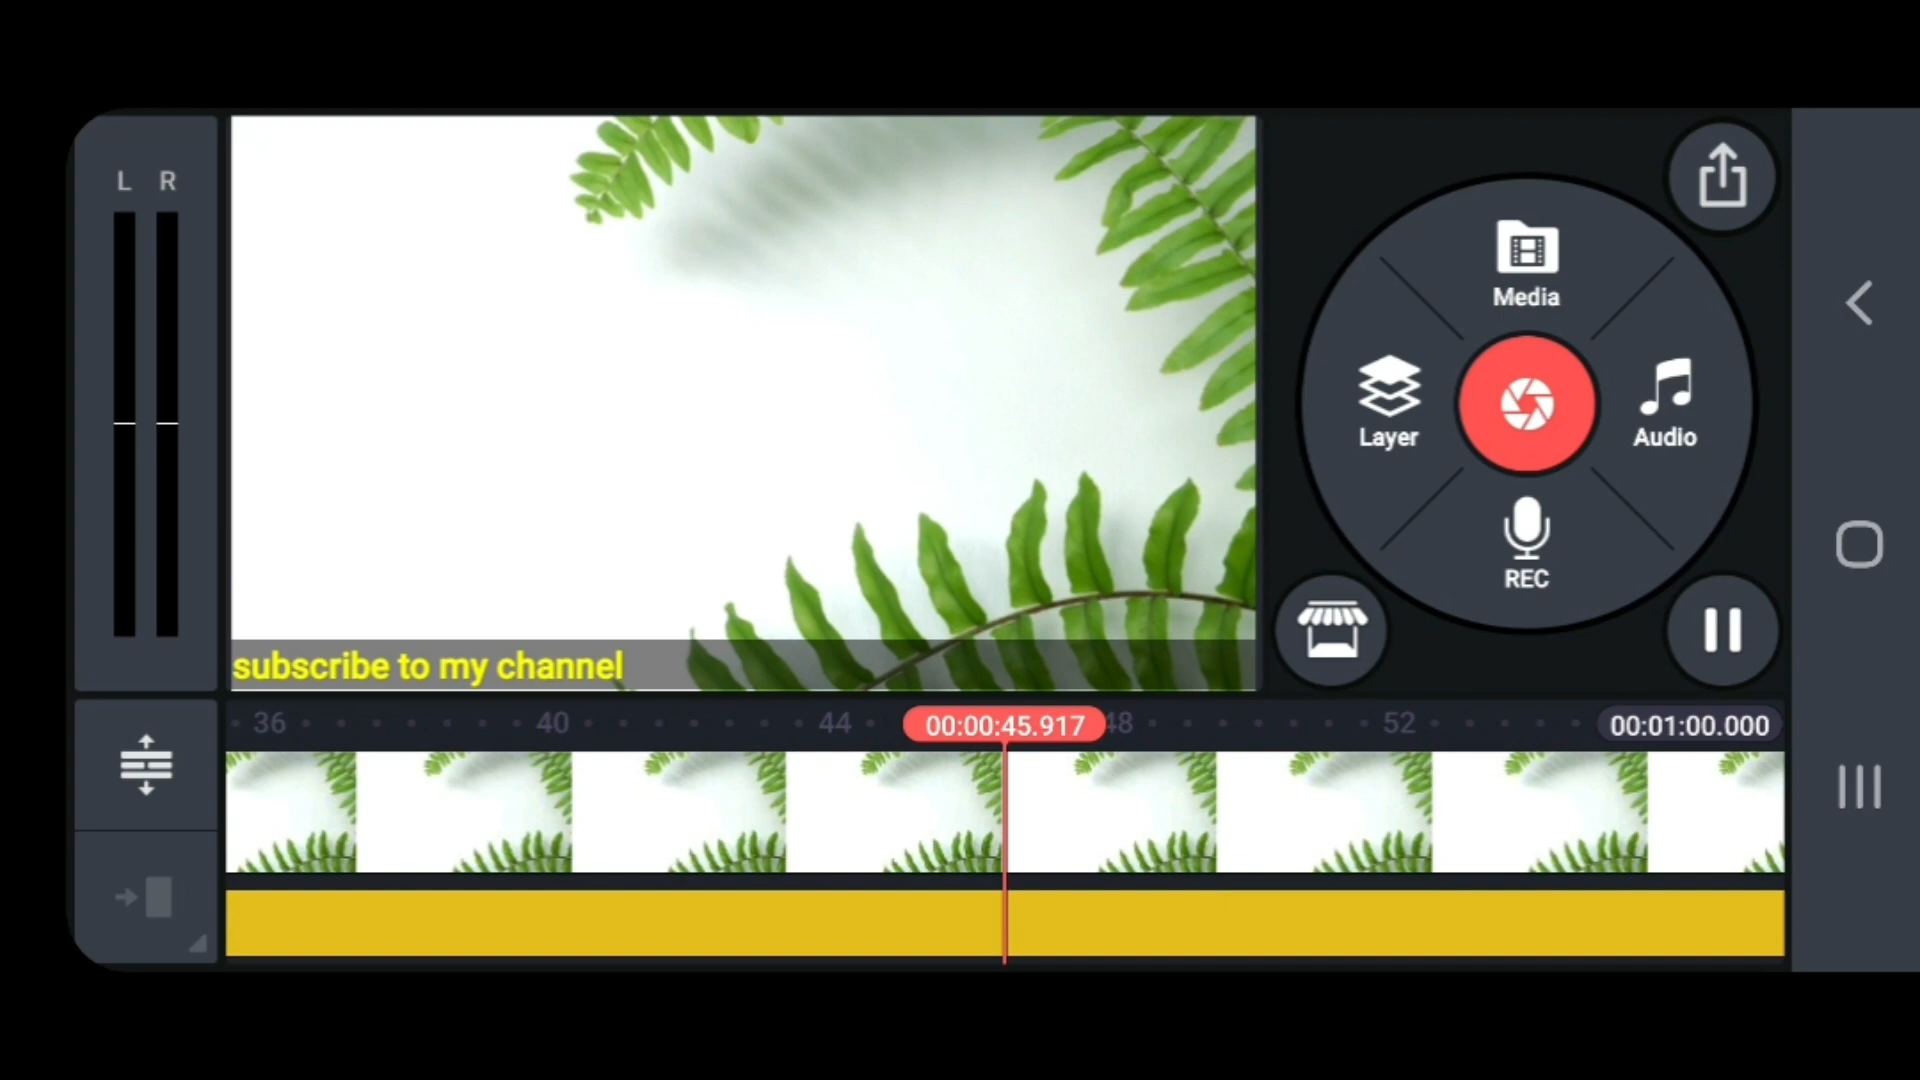 L R
Media
Layer
Audio
REC
subscribe to my channel
36 40 44 00:00:45.917 48 52 00:01:00.000